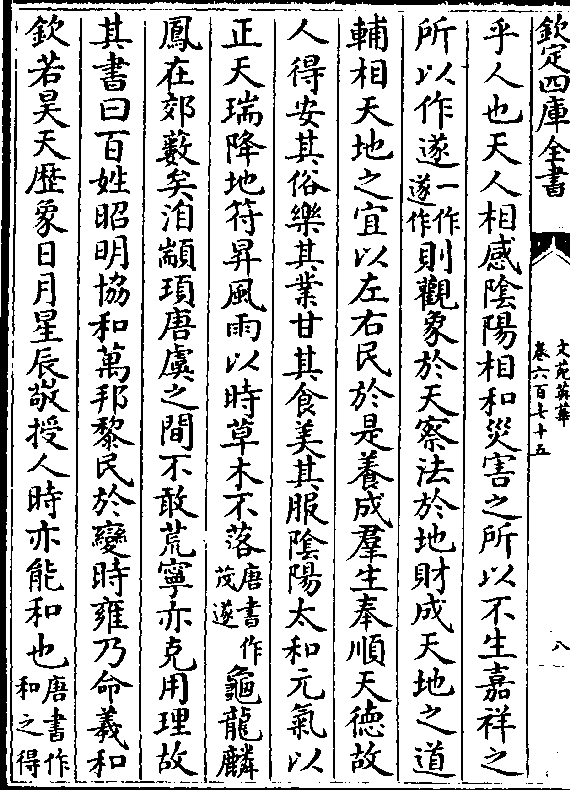 欽定四庫全書
文苑英華
卷六百七十五
八
乎人也天人相感陰陽相和災害之所以不生嘉祥之
所以作遂一作遂作則觀象於天察法於地財成天地之道
輔相天地之宜以左右民於是養成羣生奉順天德故
人得安其俗樂其業甘其食美其服陰陽太和元氣以
正天瑞降地符昇風雨以時草木不落唐書作茂遂龜龍麟
鳳在郊藪矣洎顓頊唐虞之間不敢荒寧亦克用理故
其書曰百姓昭明協和萬邦黎民於變時雍乃命義和
欽若昊天歴象日月星辰敬授人時亦能和也唐書作和之得